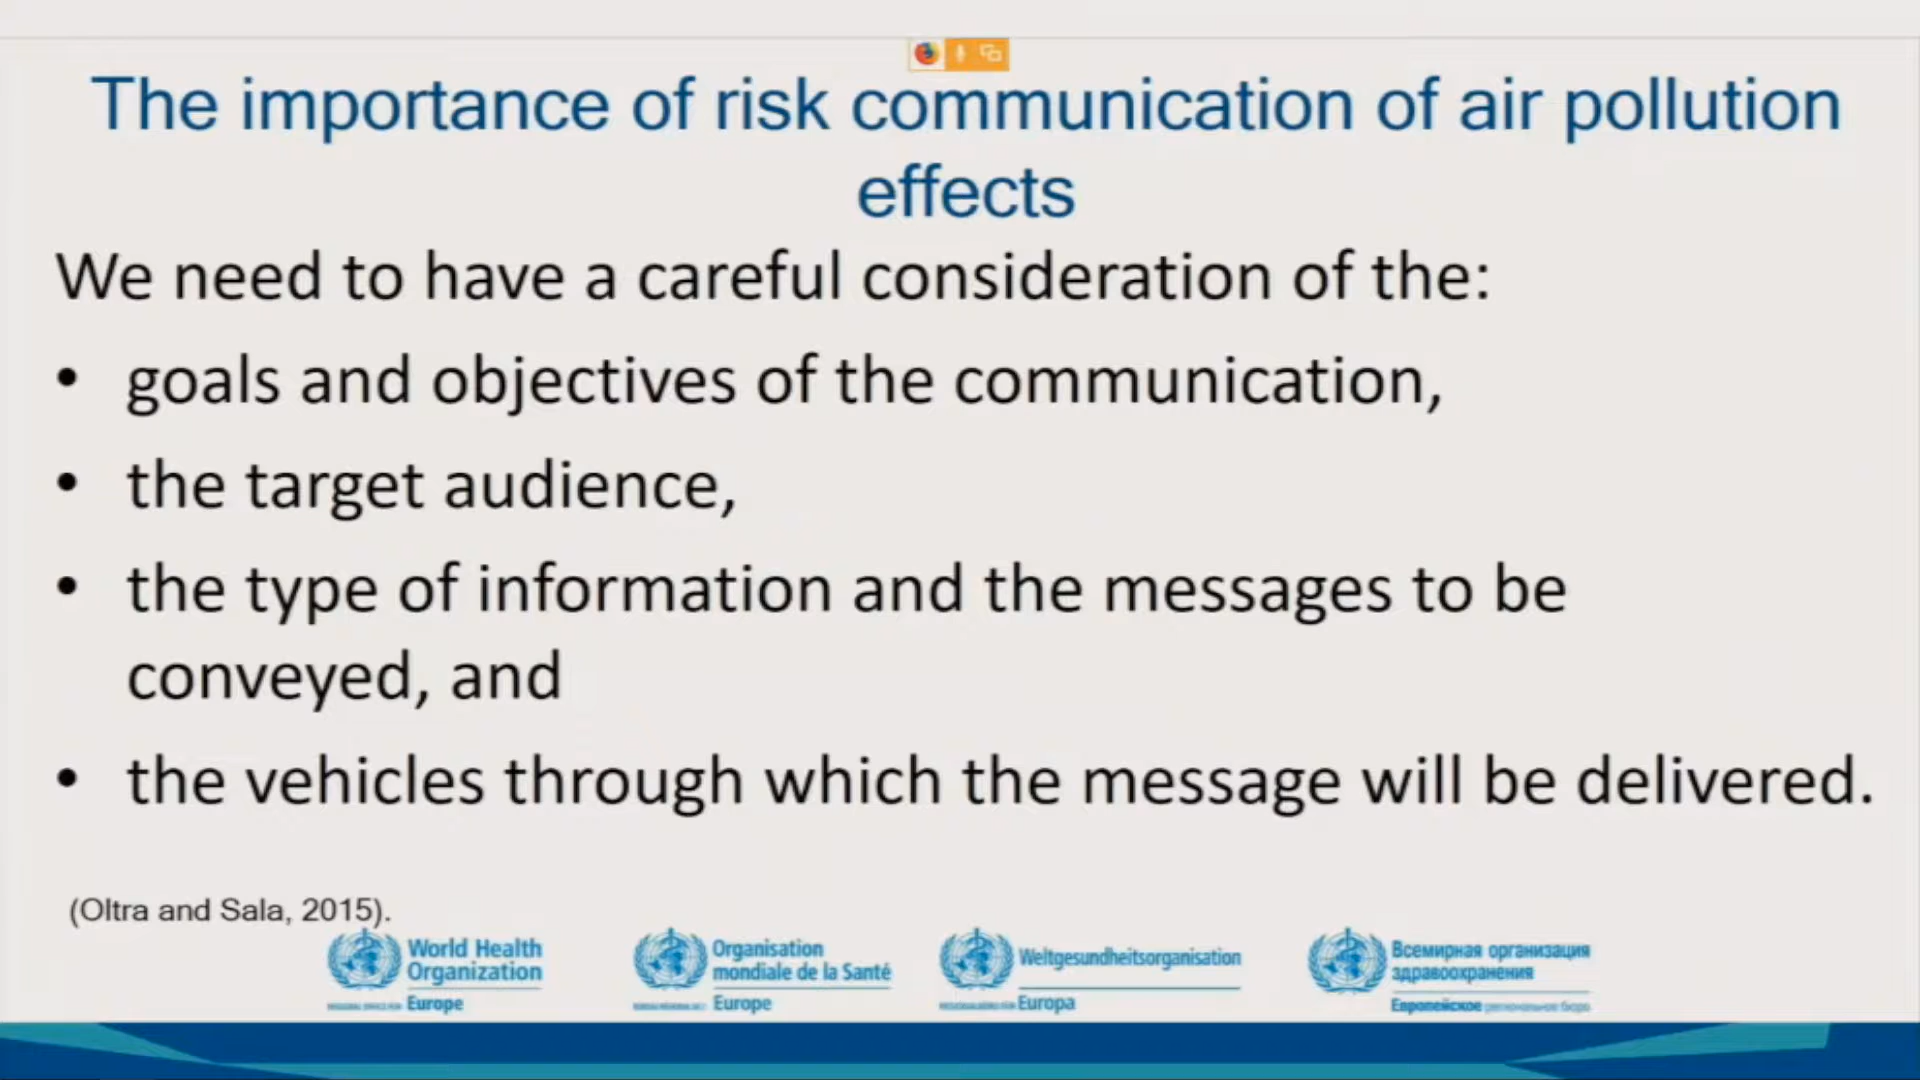 The importance of risk communication of air pollution
effects
We need to have a careful consideration of the:
• goals and objectives of the communication,
• the target audience,
• the type of information and the messages to be
conveyed, and
• the vehicles through which the message will be delivered.
(Oltra and Sala, 2015).
World Health
Organization
Europe
Organisation
mondiale de la Santé
Europe
Weltgesundheitsorganisation
Europa
Всемирная организация
здравоохранения
Европейское региональное бюро